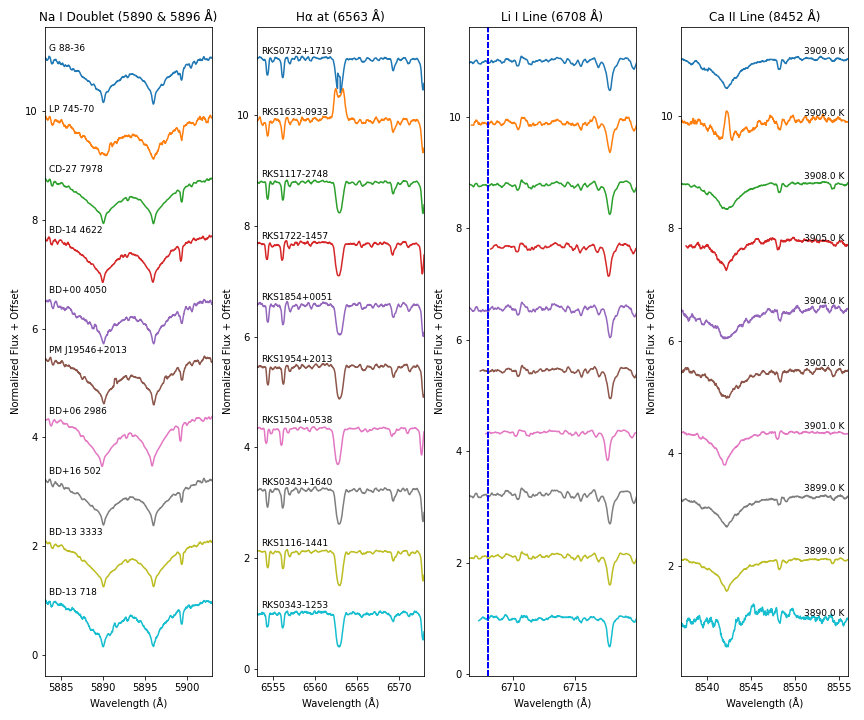 Na I Doublet (5890 & 5896 Å)
Hα at (6563 Å)
Li I Line (6708 Å)
Ca II Line (8452 Å)
G 88-36
LP 745-70
CD-27 7978
BD-14 4622
BD+00 4050
PM J19546+2013
BD+06 2986
BD+16 502
BD-13 3333
BD-13 718
RKS0732+1719
RKS1633-0933
RKS1117-2748
RKS1722-1457
RKS1854+0051
RKS1954+2013
RKS1504+0538
RKS0343+1640
RKS1116-1441
RKS0343-1253
3909.0 K
3909.0 K
3908.0 K
3905.0 K
3904.0 K
3901.0 K
3901.0 K
3899.0 K
3899.0 K
3890.0 K
Normalized Flux + Offset
10
8
6
4
2
0
5885 5890 5895 5900
Wavelength (Å)
Normalized Flux + Offset
10
8
6
4
2
0
6555 6560 6565 6570
Wavelength (Å)
Normalized Flux + Offset
10
8
6
4
2
0
6710 6715
Wavelength (Å)
Normalized Flux + Offset
10
8
6
4
2
8540 8545 8550 8555
Wavelength (Å)